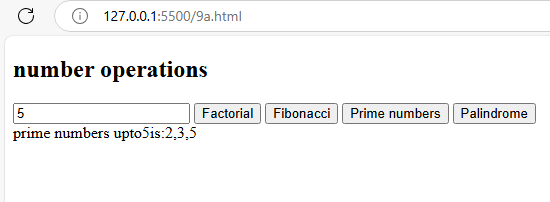 127.0.0.1:5500/9a.html
number operations
5 Factorial Fibonacci Prime numbers Palindrome
prime numbers upto5is:2,3,5